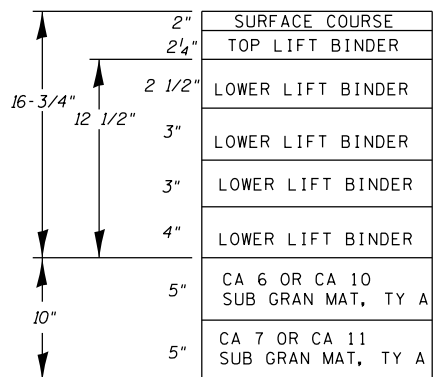 2" SURFACE COURSE
2¼" TOP LIFT BINDER
2 1/2" LOWER LIFT BINDER
16-3/4"
12 1/2"
3" LOWER LIFT BINDER
3" LOWER LIFT BINDER
4" LOWER LIFT BINDER
5" CA 6 OR CA 10
SUB GRAN MAT, TY A
10"
5" CA 7 OR CA 11
SUB GRAN MAT, TY A